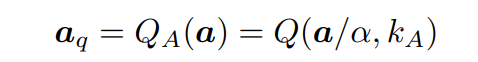 𝒂_q = Q_A(𝒂) = Q(𝒂/α, k_A)